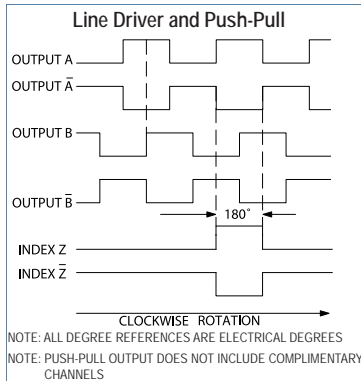 Line Driver and Push-Pull
OUTPUT A
OUTPUT A̅
OUTPUT B
OUTPUT B̅
180°
INDEX Z
INDEX Z̅
CLOCKWISE ROTATION
NOTE: ALL DEGREE REFERENCES ARE ELECTRICAL DEGREES
NOTE: PUSH-PULL OUTPUT DOES NOT INCLUDE COMPLIMENTARY
CHANNELS